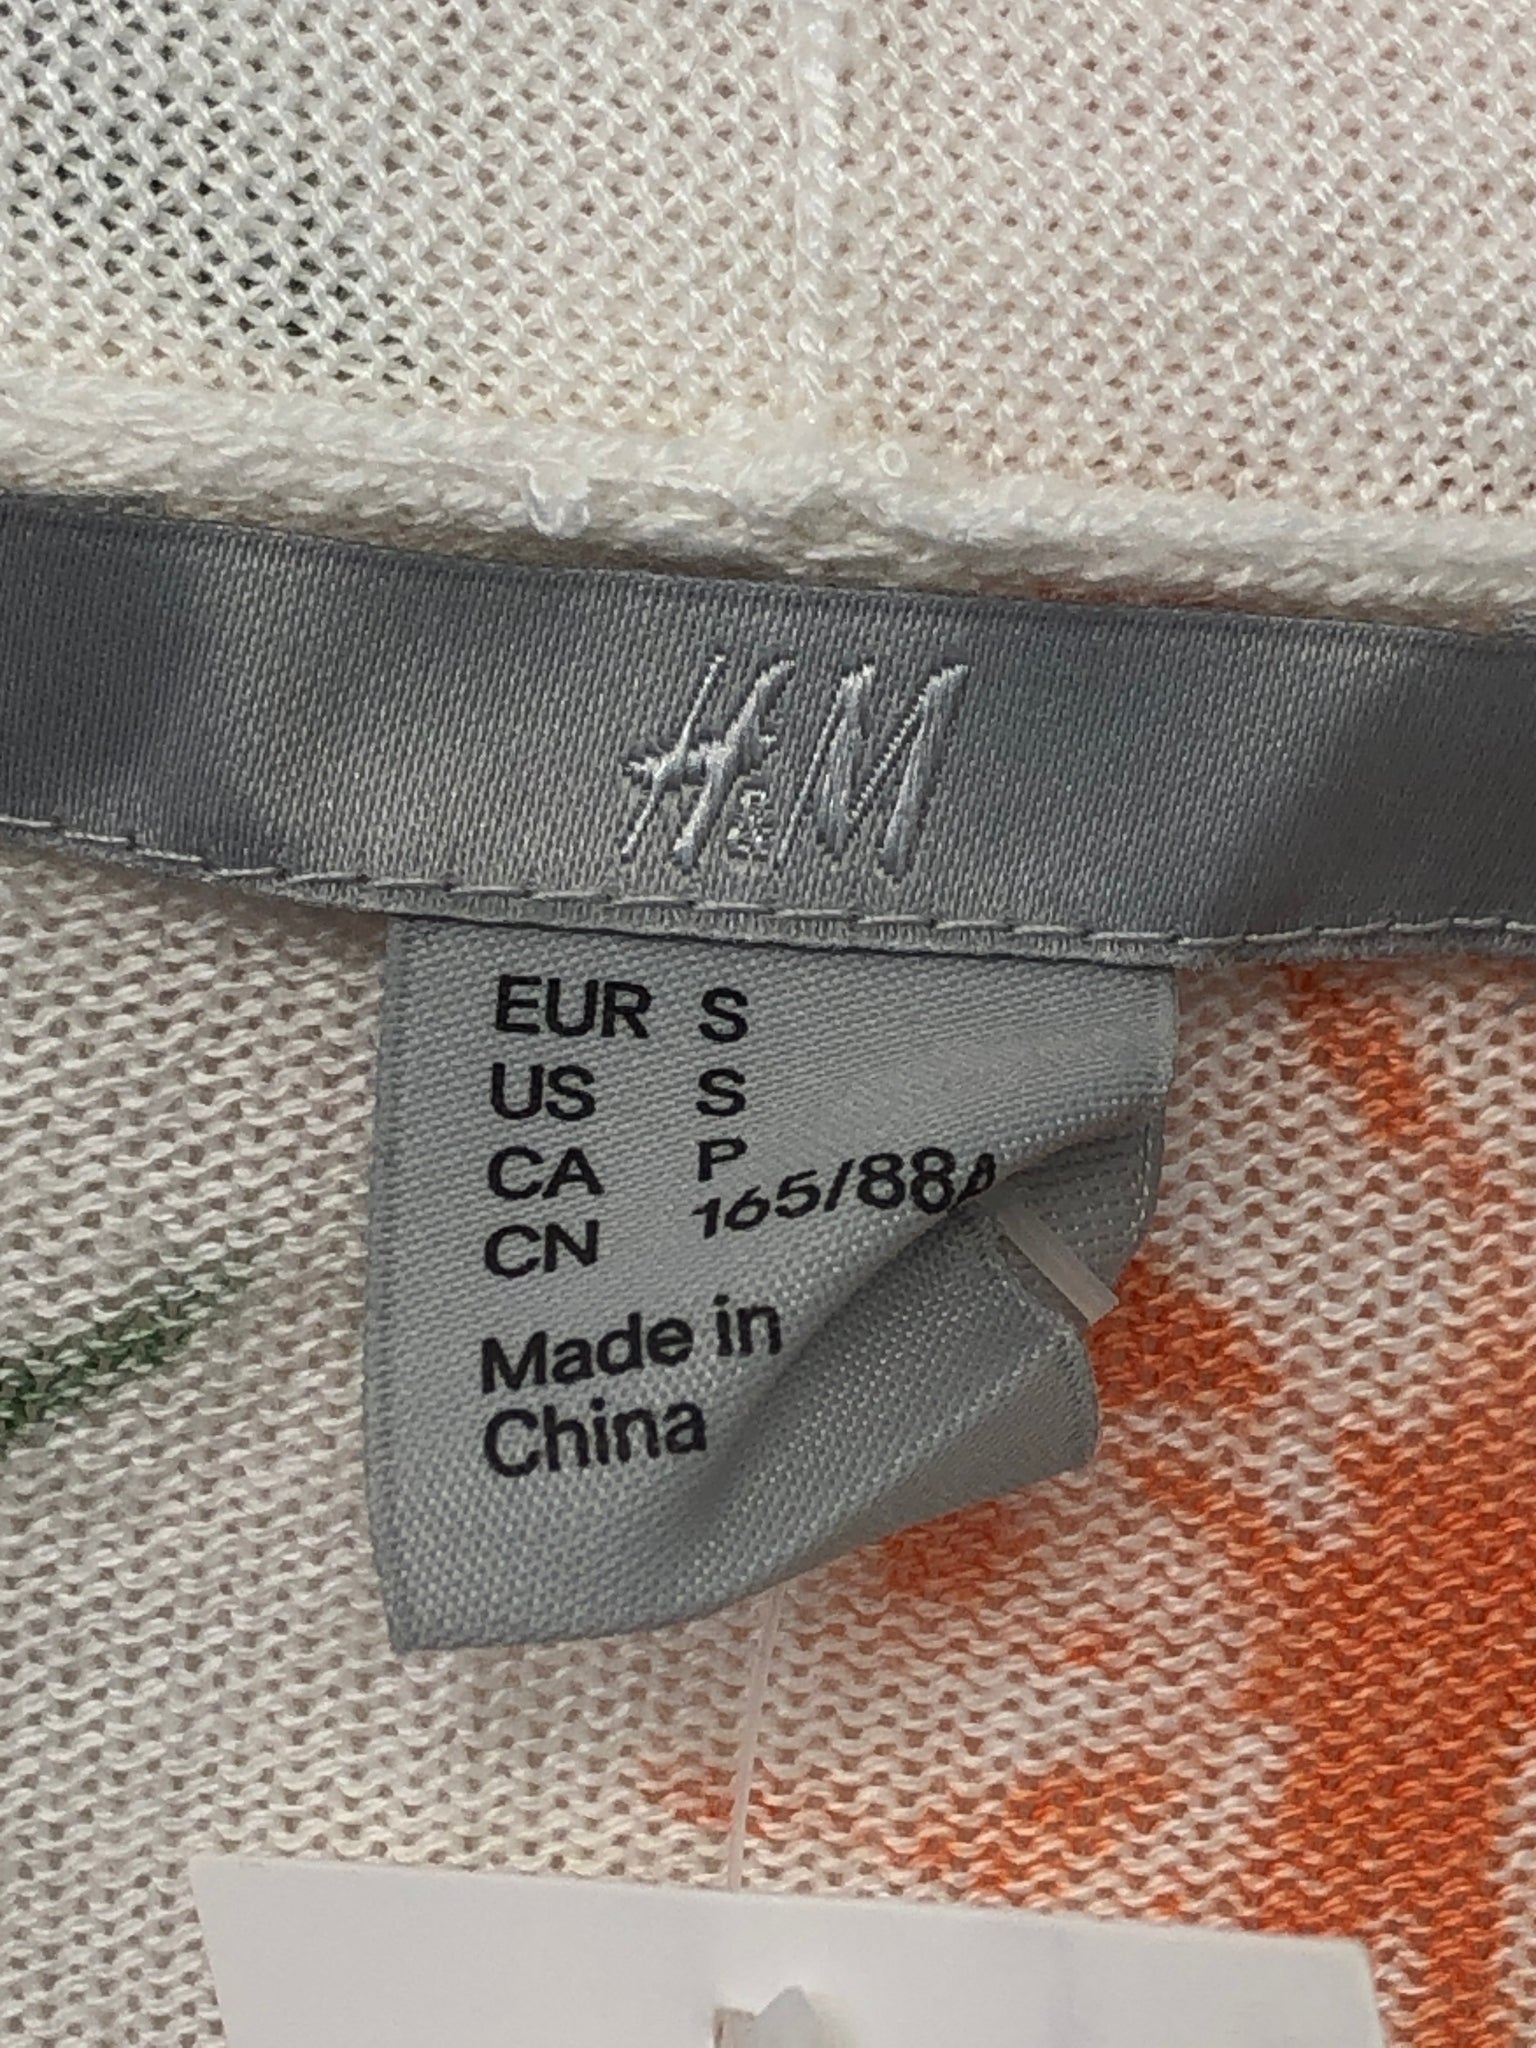 H&M
EUR S
US S
CA P
CN 165/88A
Made in
China